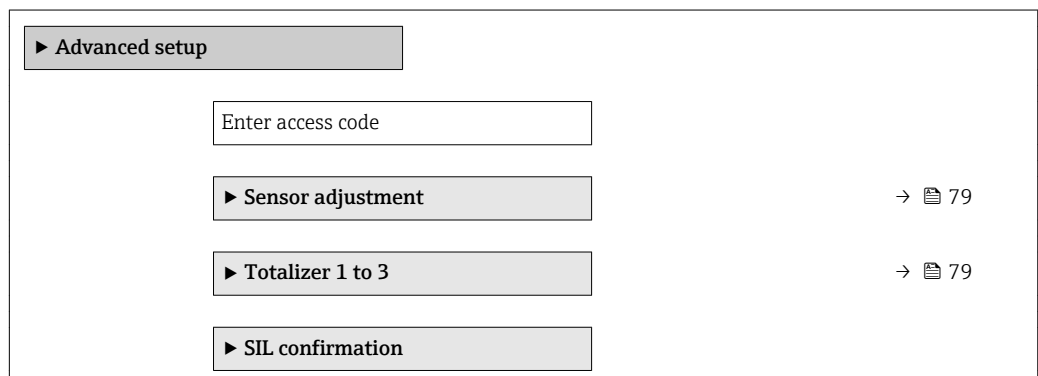 ▶ Advanced setup
Enter access code
▶ Sensor adjustment → 🖹 79
▶ Totalizer 1 to 3 → 🖹 79
▶ SIL confirmation